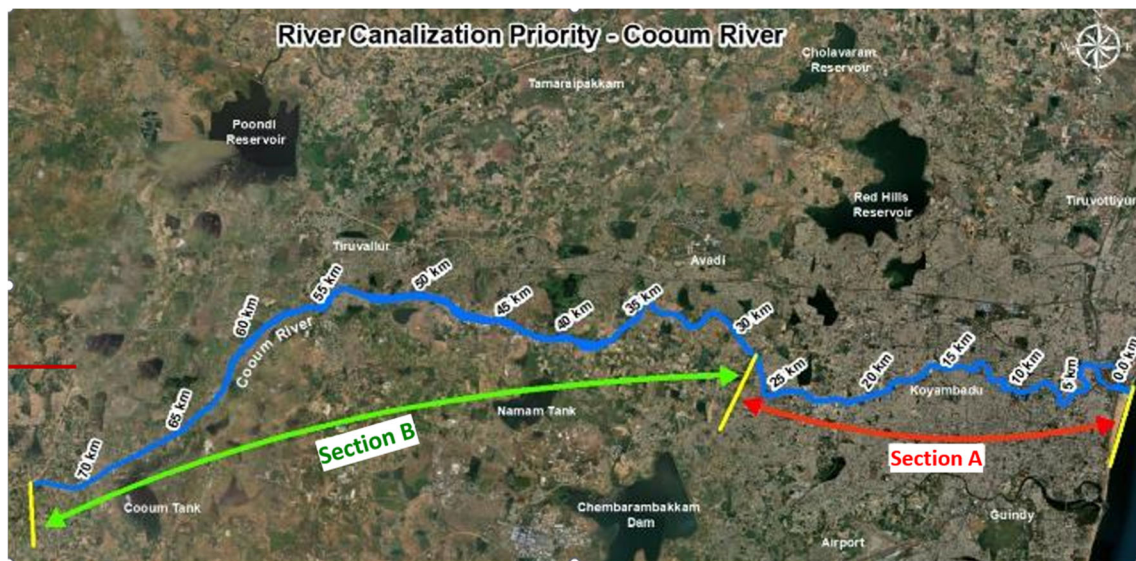 River Canalization Priority - Cooum River
N
W
E
S
Cholavaram
Reservoir
Tamaraipakkam
Poondi
Reservoir
Red Hills
Reservoir
Tiruvottiyur
Tiruvallur
Avadi
55 km
50 km
45 km
40 km
35 km
30 km
60 km
Cooum River
65 km
70 km
25 km
20 km
15 km
10 km
5 km
0.0 km
Koyambadu
Section B
Namam Tank
Section A
Cooum Tank
Chembarambakkam
Dam
Guindy
Airport